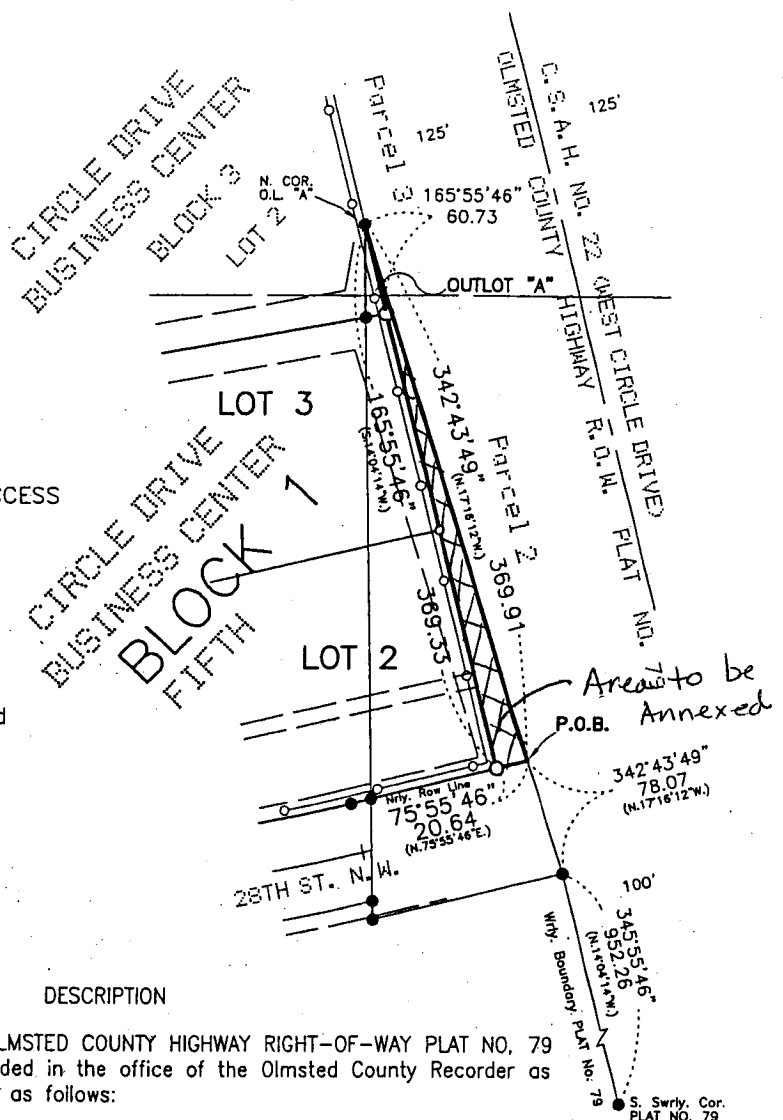 CIRCLE DRIVE
BUSINESS CENTER
BLOCK 3
LOT 2
N. COR.
O.L. "A"
Parcel 3
125'
165°55'46"
60.73
C. S. A. H. NO. 22 (WEST CIRCLE DRIVE)
OLMSTED COUNTY HIGHWAY R.O.W. PLAT NO. 79
125'
OUTLOT "A"
LOT 3
165°55'46"
(S.14°04'14"W.)
369.33
342°43'49"
(N.17°16'12"W.)
369.91
Parcel 2
CCESS
CIRCLE DRIVE
BUSINESS CENTER
BLOCK 1
FIFTH
LOT 2
d
Area to be
Annexed
P.O.B.
342°43'49"
78.07
(N.17°16'12"W.)
Nrly. Row Line
75°55'46"
20.64
(N.75°55'46"E.)
28TH ST. N.W.
100'
345°55'46"
952.26
(N.14°04'14"W.)
Wrly. Boundary PLAT No. 79
S. Swrly. Cor.
PLAT NO. 79
DESCRIPTION
OLMSTED COUNTY HIGHWAY RIGHT-OF-WAY PLAT NO, 79
ded in the office of the Olmsted County Recorder as
as follows: